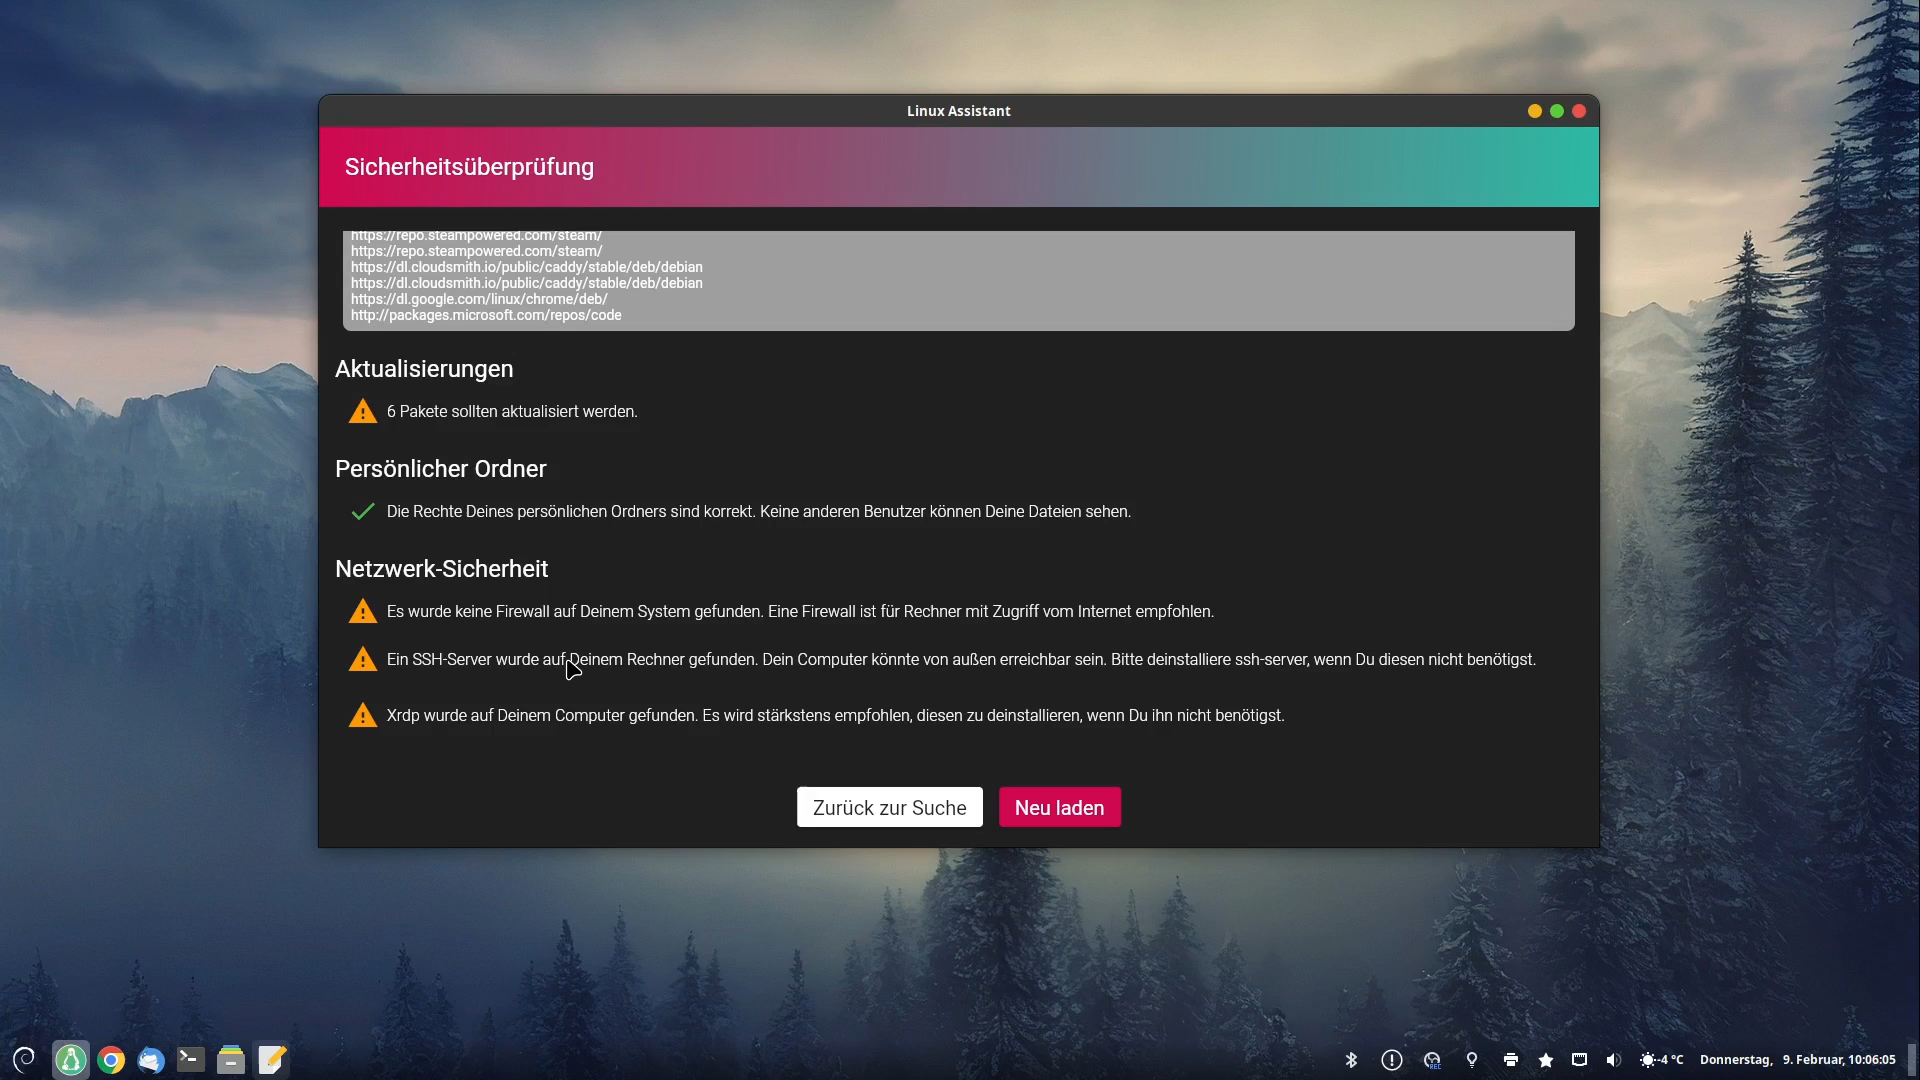 Linux Assistant
Sicherheitsüberprüfung
https://repo.steampowered.com/steam/
https://repo.steampowered.com/steam/
https://dl.cloudsmith.io/public/caddy/stable/deb/debian
https://dl.cloudsmith.io/public/caddy/stable/deb/debian
https://dl.google.com/linux/chrome/deb/
http://packages.microsoft.com/repos/code
Aktualisierungen
6 Pakete sollten aktualisiert werden.
Persönlicher Ordner
Die Rechte Deines persönlichen Ordners sind korrekt. Keine anderen Benutzer können Deine Dateien sehen.
Netzwerk-Sicherheit
Es wurde keine Firewall auf Deinem System gefunden. Eine Firewall ist für Rechner mit Zugriff vom Internet empfohlen.
Ein SSH-Server wurde auf Deinem Rechner gefunden. Dein Computer könnte von außen erreichbar sein. Bitte deinstalliere ssh-server, wenn Du diesen nicht benötigst.
Xrdp wurde auf Deinem Computer gefunden. Es wird stärkstens empfohlen, diesen zu deinstallieren, wenn Du ihn nicht benötigst.
Zurück zur Suche
Neu laden
REC
-4 °C
Donnerstag, 9. Februar, 10:06:05